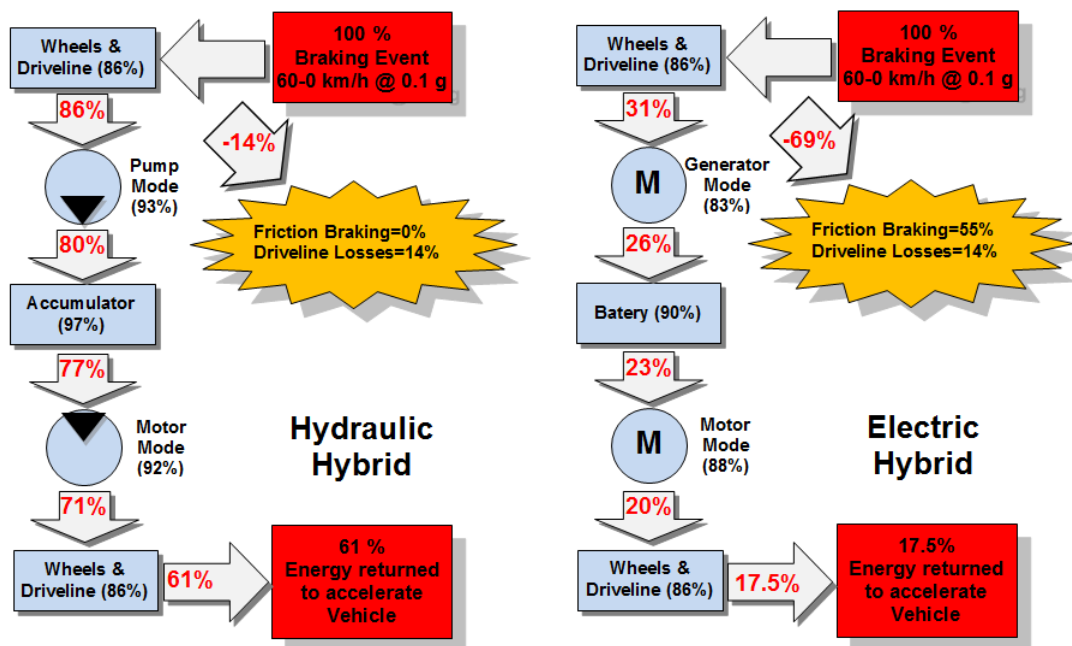 100 %
Braking Event
60-0 km/h @ 0.1 g
Wheels &
Driveline (86%)
86%
-14%
Pump
Mode
(93%)
Friction Braking=0%
Driveline Losses=14%
80%
Accumulator
(97%)
77%
Motor
Mode
(92%)
Hydraulic
Hybrid
71%
Wheels &
Driveline (86%)
61%
61 %
Energy returned
to accelerate
Vehicle
100 %
Braking Event
60-0 km/h @ 0.1 g
Wheels &
Driveline (86%)
31%
-69%
M
Generator
Mode
(83%)
Friction Braking=55%
Driveline Losses=14%
26%
Batery (90%)
23%
M
Motor
Mode
(88%)
Electric
Hybrid
20%
Wheels &
Driveline (86%)
17.5%
17.5%
Energy returned
to accelerate
Vehicle